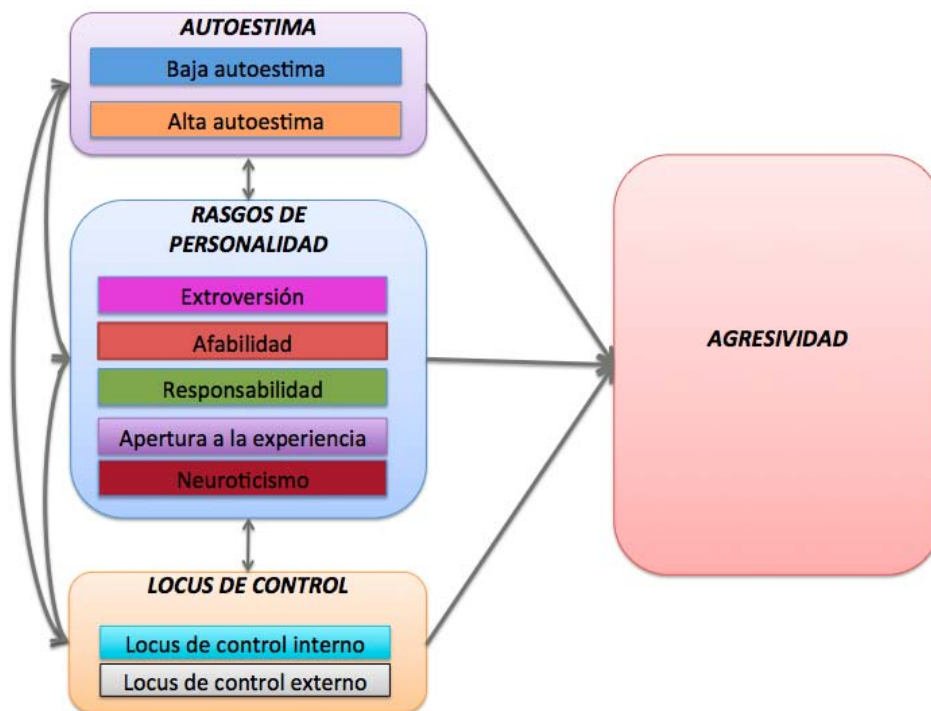 AUTOESTIMA
Baja autoestima
Alta autoestima
RASGOS DE
PERSONALIDAD
Extroversión
Afabilidad
Responsabilidad
Apertura a la experiencia
Neuroticismo
LOCUS DE CONTROL
Locus de control interno
Locus de control externo
AGRESIVIDAD